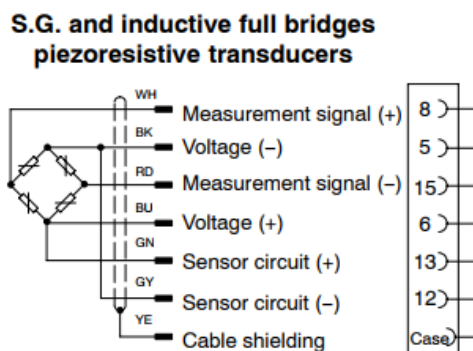 S.G. and inductive full bridges
piezoresistive transducers
WH Measurement signal (+) 8
BK Voltage (−) 5
RD Measurement signal (−) 15
BU Voltage (+) 6
GN Sensor circuit (+) 13
GY Sensor circuit (−) 12
YE Cable shielding Case